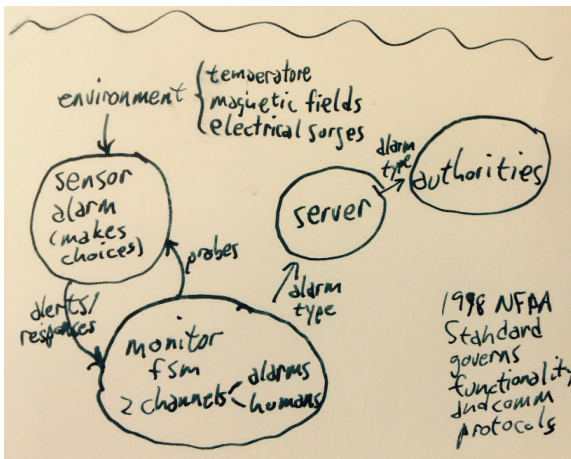 environment
temperature
magnetic fields
electrical surges
sensor
alarm
(makes
choices)
probes
alerts/
responses
monitor
fsm
2 channels
alarms
humans
alarm
type
server
alarm
type
authorities
1998 NFPA
Standard
governs
functionality
and comm
protocols